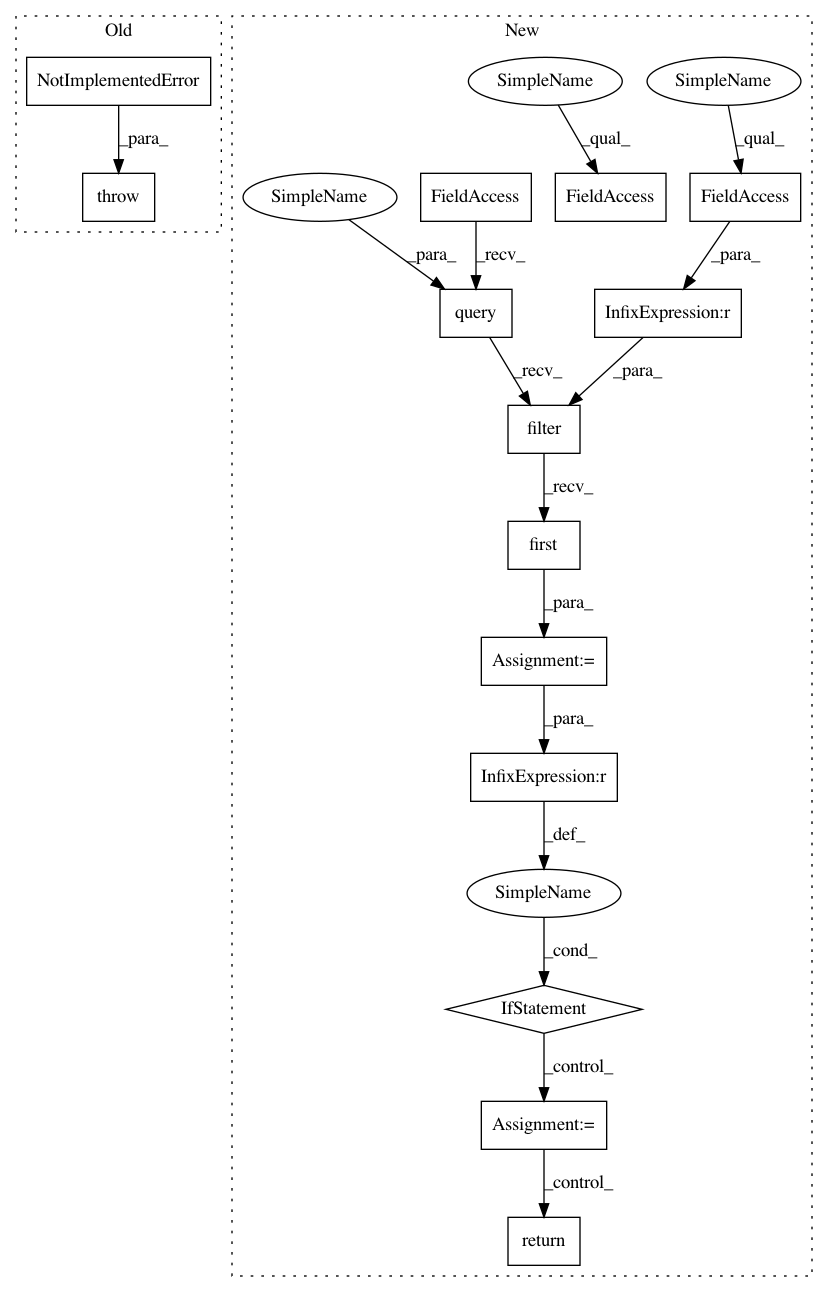 Old
New
NotImplementedError
SimpleName
SimpleName
_para_
_qual_
_qual_
throw
SimpleName
FieldAccess
FieldAccess
FieldAccess
_para_
_recv_
_para_
query
InfixExpression:r
_recv_
_para_
filter
_recv_
first
_para_
Assignment:=
_para_
InfixExpression:r
_def_
SimpleName
_cond_
IfStatement
_control_
Assignment:=
_control_
return